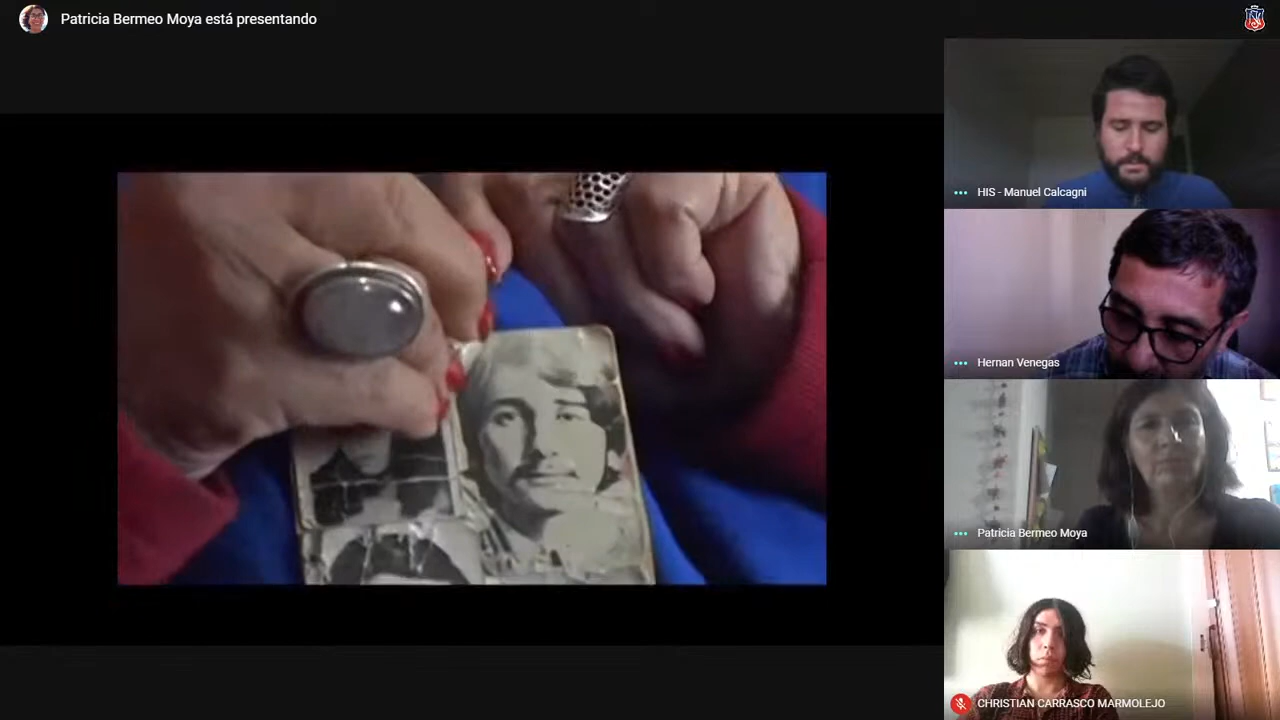 Patricia Bermeo Moya está presentando
HIS - Manuel Calcagni
Hernan Venegas
Patricia Bermeo Moya
CHRISTIAN CARRASCO MARMOLEJO